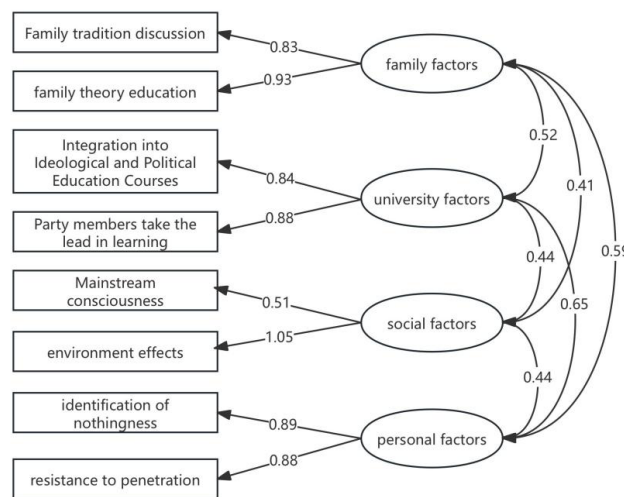 Family tradition discussion
0.83
family factors
0.93
family theory education
0.52
Integration into
Ideological and Political
Education Courses
0.84
0.41
university factors
0.88
Party members take the
lead in learning
0.44
0.59
Mainstream
consciousness
0.51
0.65
social factors
1.05
environment effects
0.44
identification of
nothingness
0.89
personal factors
0.88
resistance to penetration